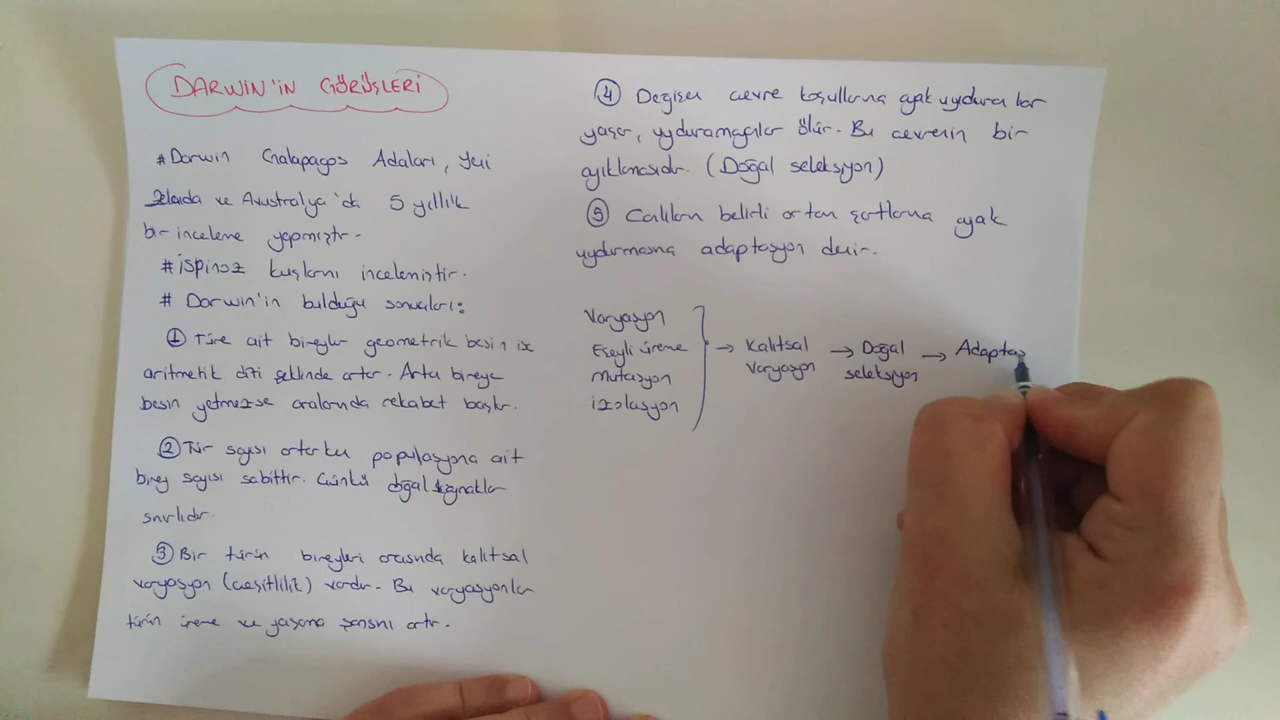 DARWIN'in GÖRÜŞLERİ
# Darwin Galapagos Adaları, Yeni
Zelanda ve Avustralya'da 5 yıllık
bir inceleme yapmıştır.
# ispinoz kuşlarını incelemiştir.
# Darwin'in bulduğu sonuçları:
① Türe ait bireyler geometrik besin ise
aritmetik dizi şeklinde artar. Artan bireye
besin yetmezse aralarında rekabet başlar.
② Tür sayısı artarken populasyona ait
birey sayısı sabittir. Çünkü doğal kaynaklar
sınırlıdır.
③ Bir türün bireyleri arasında kalıtsal
varyasyon (çeşitlilik) vardır. Bu varyasyonlar
türün üreme ve yaşama şansını artır.
④ Değişen çevre koşullarına ayak uyduranlar
yaşar, uyduramayanlar ölür. Bu çevrenin bir
ayıklamasıdır. (Doğal seleksiyon)
⑤ Canlıların belirli ortam şartlarına ayak
uydurmasına adaptasyon denir.
Varyasyon
Eşeyli üreme
Mutasyon
izolasyon
→ Kalıtsal varyasyon
→ Doğal seleksiyon
→ Adaptas